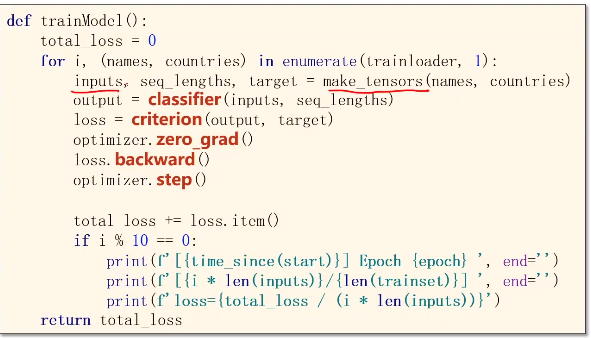 def trainModel():
total_loss = 0
for i, (names, countries) in enumerate(trainloader, 1):
inputs, seq_lengths, target = make_tensors(names, countries)
output = classifier(inputs, seq_lengths)
loss = criterion(output, target)
optimizer.zero_grad()
loss.backward()
optimizer.step()
total_loss += loss.item()
if i % 10 == 0:
print(f'[{time_since(start)}] Epoch {epoch} ', end='')
print(f'[{i * len(inputs)}/{len(trainset)}] ', end='')
print(f'loss={total_loss / (i * len(inputs))}')
return total_loss